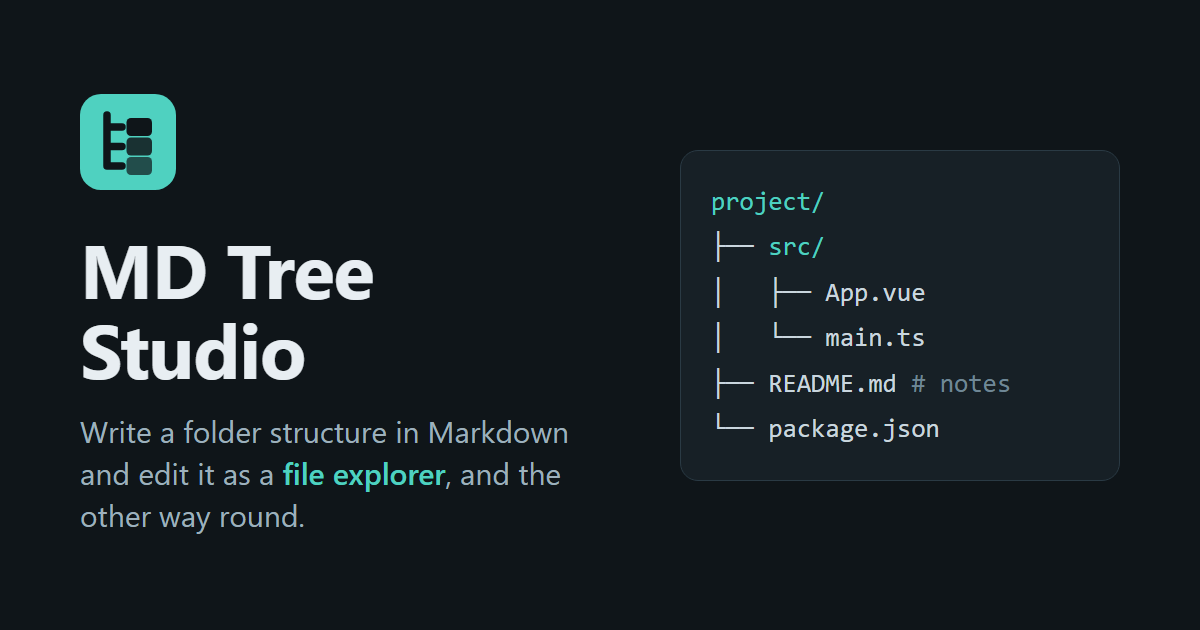 MD Tree
Studio
Write a folder structure in Markdown
and edit it as a file explorer, and the
other way round.
project/
├── src/
│   ├── App.vue
│   └── main.ts
├── README.md # notes
└── package.json